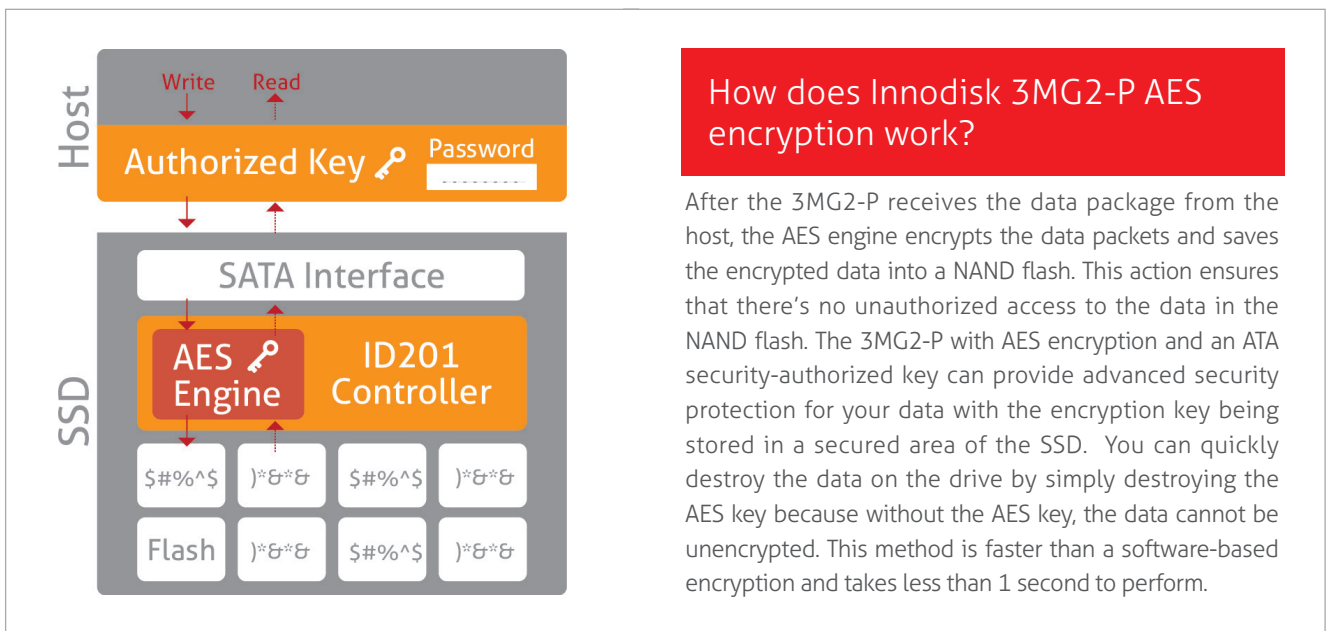 Host
Write Read
Authorized Key Password
SSD
SATA Interface
AES Engine
ID201 Controller
$#%^$ )*&*& $#%^$ )*&*&
Flash )*&*& $#%^$ )*&*&
How does Innodisk 3MG2-P AES
encryption work?
After the 3MG2-P receives the data package from the
host, the AES engine encrypts the data packets and saves
the encrypted data into a NAND flash. This action ensures
that there's no unauthorized access to the data in the
NAND flash. The 3MG2-P with AES encryption and an ATA
security-authorized key can provide advanced security
protection for your data with the encryption key being
stored in a secured area of the SSD. You can quickly
destroy the data on the drive by simply destroying the
AES key because without the AES key, the data cannot be
unencrypted. This method is faster than a software-based
encryption and takes less than 1 second to perform.